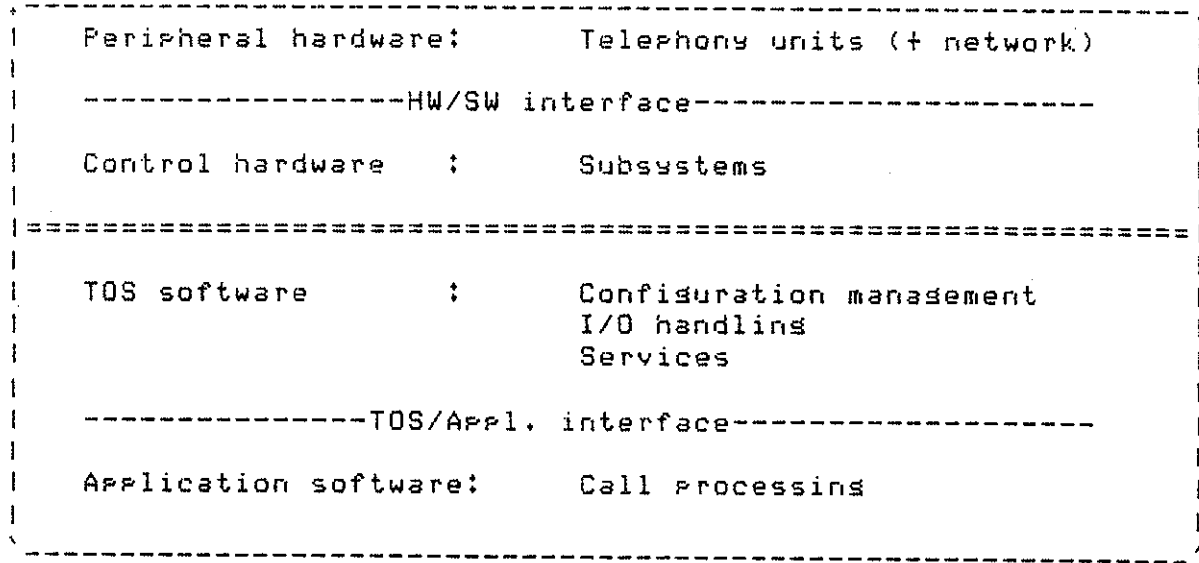 Peripheral hardware: Telephony units (+ network)
-----------------HW/SW interface---------------------
Control hardware : Subsystems
=============================================================
TOS software : Configuration management
I/O handling
Services
---------------TOS/Appl. interface-------------------
Application software: Call processing